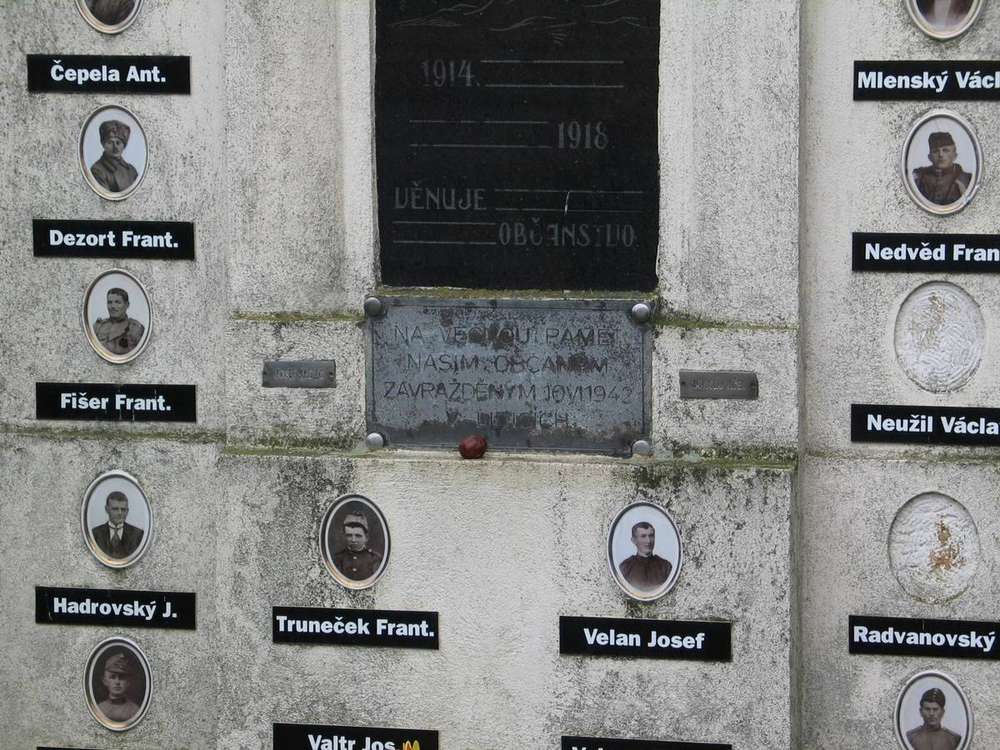 Čepela Ant.
Dezort Frant.
Fišer Frant.
Hadrovský J.
1914.
1918
VĚNUJE
OBČANSTVO
NA VĚČNOU PAMĚŤ
NAŠIM OBČANŮM
ZAVRAŽDĚNÝM 10.VI.1942
Truneček Frant.
Velan Josef
Valtr Jos
Mlenský Václ
Nedvěd Fran
Neužil Václa
Radvanovský